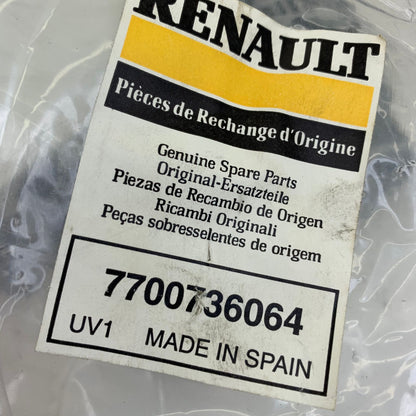 RENAULT
Pièces de Rechange d'Origine
Genuine Spare Parts
Original-Ersatzteile
Piezas de Recambio de Origen
Ricambi Originali
Peças sobresselentes de origem
7700736064
UV1 MADE IN SPAIN